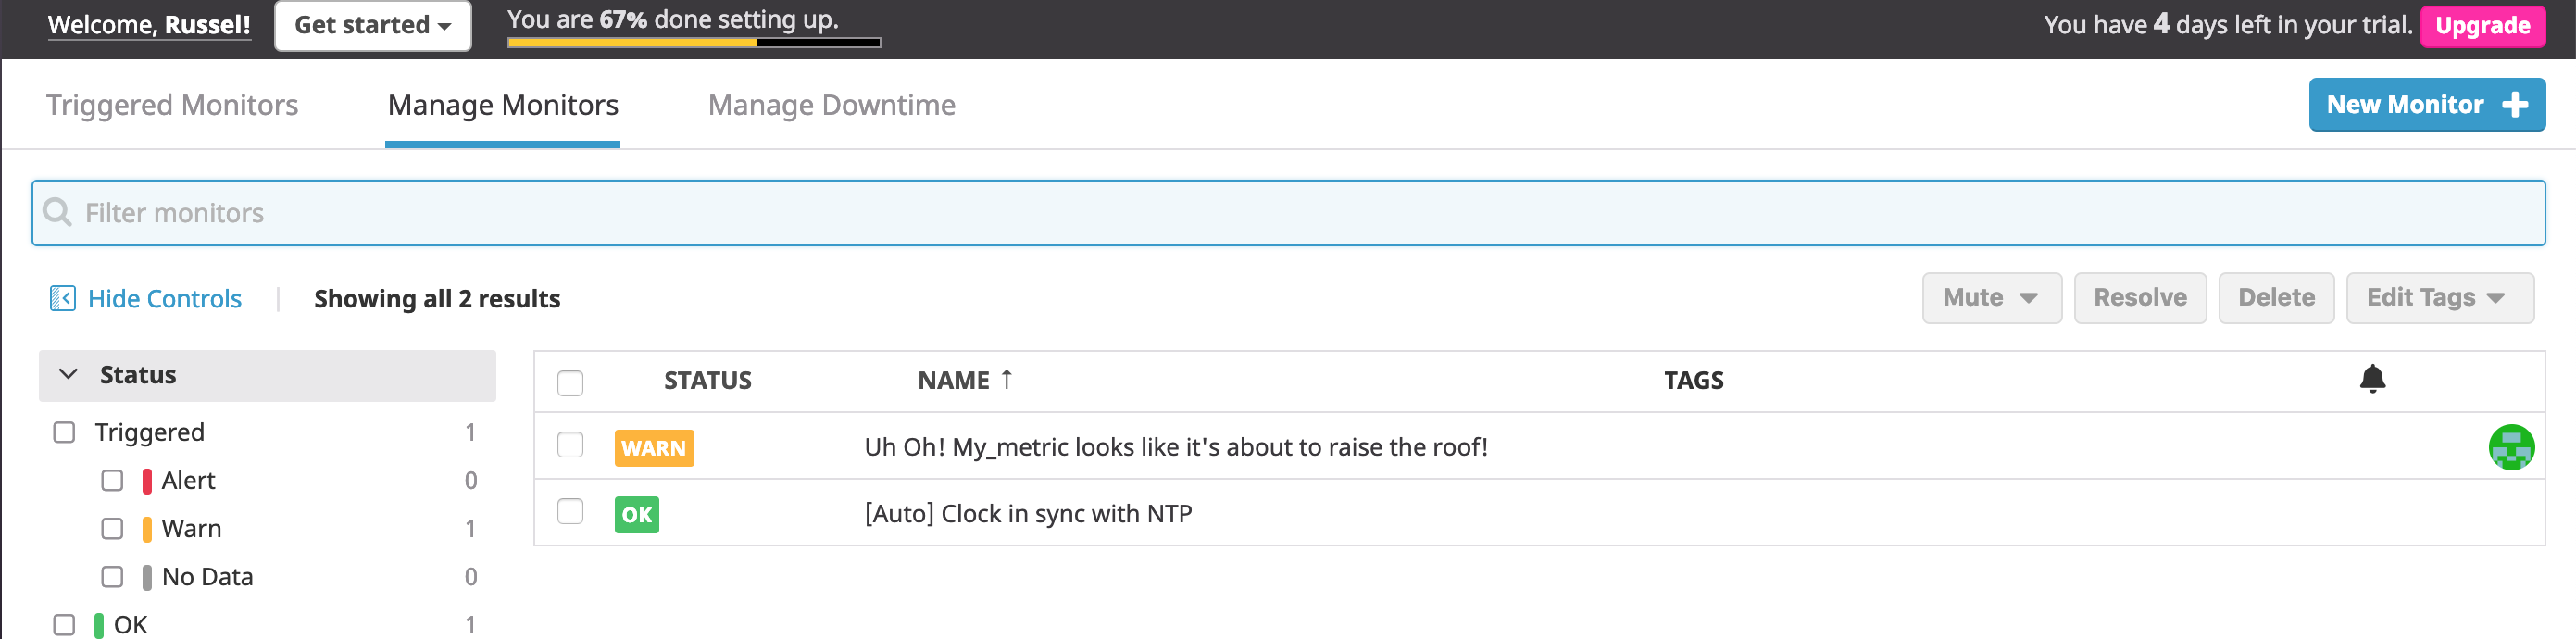 Welcome, Russel! Get started You are 67% done setting up. You have 4 days left in your trial. Upgrade
Triggered Monitors Manage Monitors Manage Downtime New Monitor
Filter monitors
Hide Controls Showing all 2 results Mute Resolve Delete Edit Tags
Status
Triggered 1
Alert 0
Warn 1
No Data 0
OK 1
STATUS NAME ↑ TAGS
WARN Uh Oh! My_metric looks like it's about to raise the roof!
OK [Auto] Clock in sync with NTP